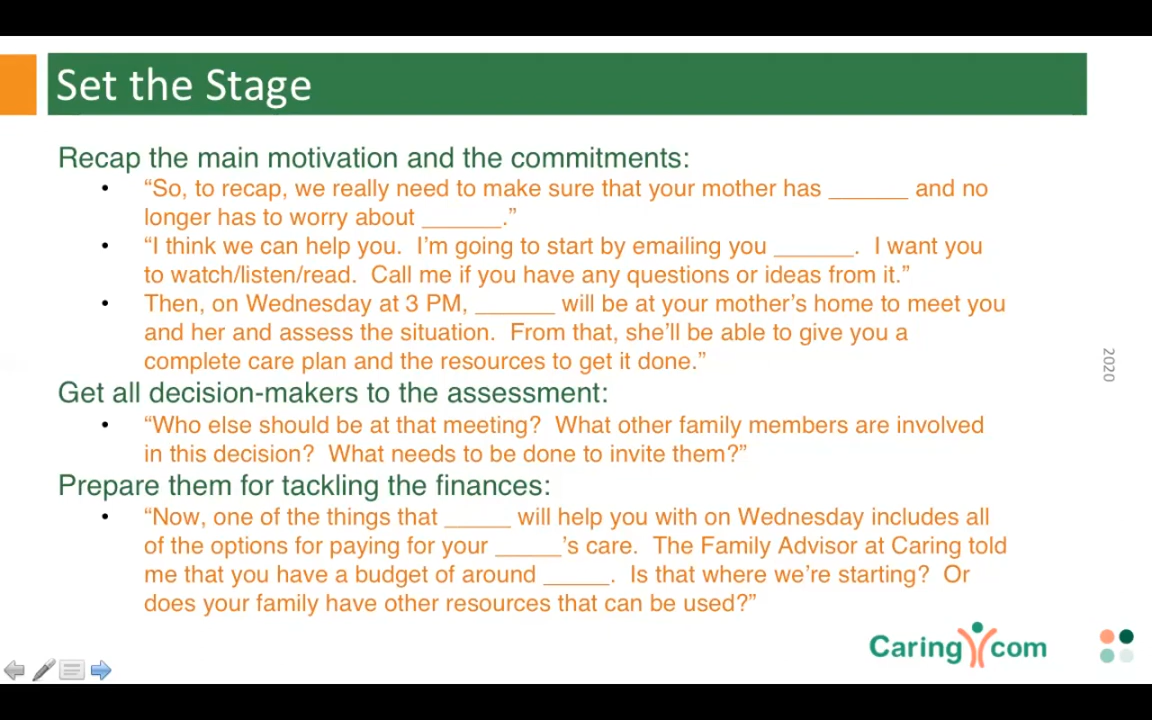 Set the Stage
Recap the main motivation and the commitments:
• “So, to recap, we really need to make sure that your mother has ______ and no
longer has to worry about ______.”
• “I think we can help you.  I’m going to start by emailing you ______.  I want you
to watch/listen/read.  Call me if you have any questions or ideas from it.”
• Then, on Wednesday at 3 PM, ______ will be at your mother’s home to meet you
and her and assess the situation.  From that, she’ll be able to give you a
complete care plan and the resources to get it done.”
Get all decision-makers to the assessment:
• “Who else should be at that meeting?  What other family members are involved
in this decision?  What needs to be done to invite them?”
Prepare them for tackling the finances:
• “Now, one of the things that _____ will help you with on Wednesday includes all
of the options for paying for your _____’s care.  The Family Advisor at Caring told
me that you have a budget of around _____.  Is that where we’re starting?  Or
does your family have other resources that can be used?”
2020
Caring com